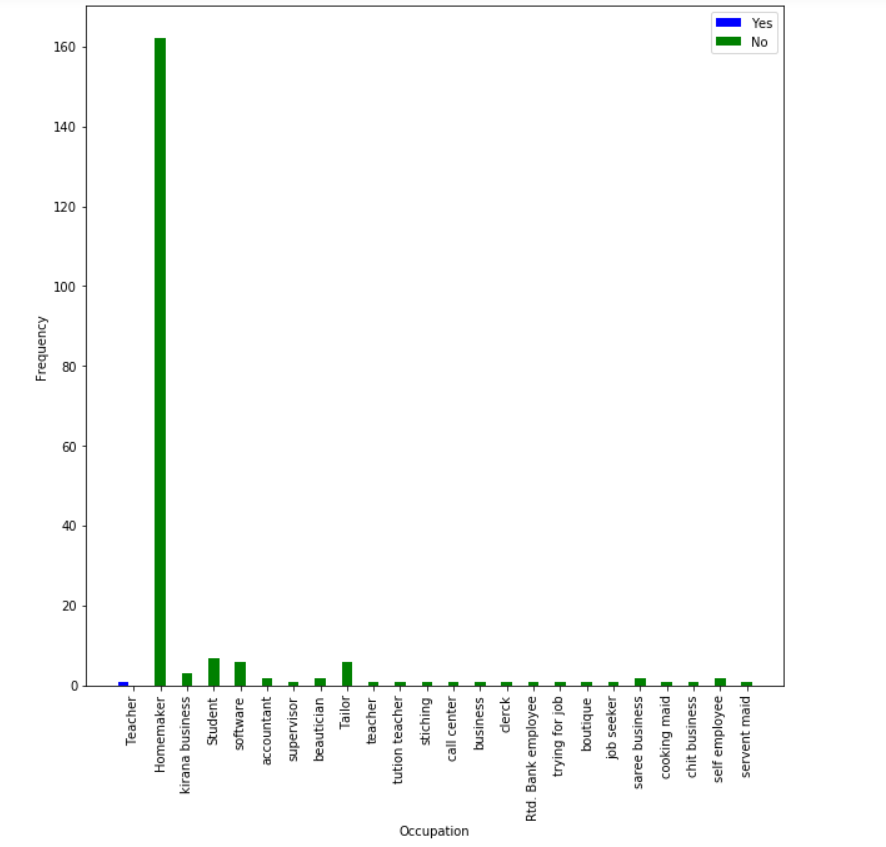 Yes
No
160
140
120
100
80
60
40
20
0
Frequency
Teacher
Homemaker
kirana business
Student
software
accountant
supervisor
beautician
Tailor
teacher
tution teacher
stiching
call center
business
clerck
Rtd. Bank employee
trying for job
boutique
job seeker
saree business
cooking maid
chit business
self employee
servent maid
Occupation